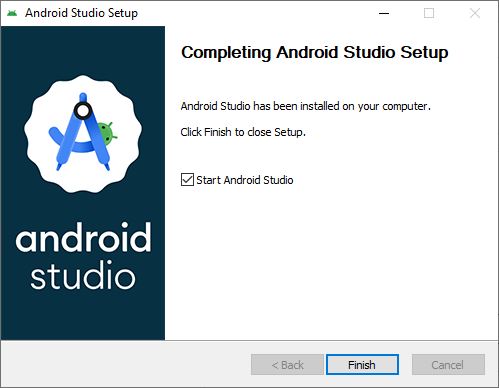 Android Studio Setup
Completing Android Studio Setup
Android Studio has been installed on your computer.
Click Finish to close Setup.
Start Android Studio
android
studio
< Back
Finish
Cancel